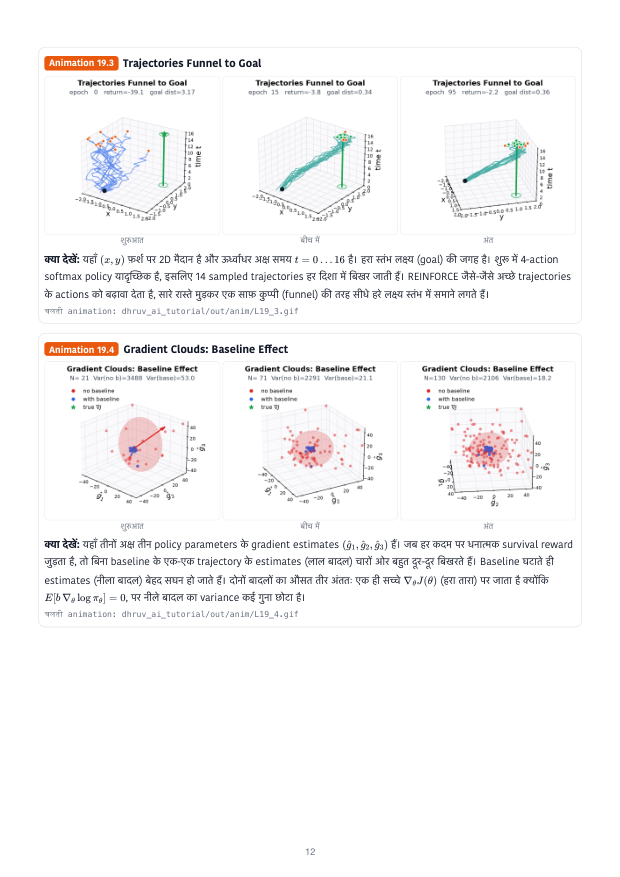 Animation 19.3 Trajectories Funnel to Goal
Trajectories Funnel to Goal
epoch 0 return=-39.1 goal dist=3.17
Trajectories Funnel to Goal
epoch 15 return=-3.8 goal dist=0.34
Trajectories Funnel to Goal
epoch 95 return=-2.2 goal dist=0.36
शुरुआत
बीच में
अंत
क्या देखें: यहाँ (x, y) फ़र्श पर 2D मैदान है और ऊर्ध्वाधर अक्ष समय t = 0 … 16 है। हरा स्तंभ लक्ष्य (goal) की जगह है। शुरू में 4-action
softmax policy यादृच्छिक है, इसलिए 14 sampled trajectories हर दिशा में बिखर जाती हैं। REINFORCE जैसे-जैसे अच्छे trajectories
के actions को बढ़ावा देता है, सारे रास्ते मुड़कर एक साफ़ कुप्पी (funnel) की तरह सीधे हरे लक्ष्य स्तंभ में समाने लगते हैं।
चलती animation: dhruv_ai_tutorial/out/anim/L19_3.gif
Animation 19.4 Gradient Clouds: Baseline Effect
Gradient Clouds: Baseline Effect
N= 21 Var(no b)=3488 Var(base)=53.0
no baseline
with baseline
true ∇J
Gradient Clouds: Baseline Effect
N= 71 Var(no b)=2291 Var(base)=21.1
no baseline
with baseline
true ∇J
Gradient Clouds: Baseline Effect
N=130 Var(no b)=2106 Var(base)=18.2
no baseline
with baseline
true ∇J
शुरुआत
बीच में
अंत
क्या देखें: यहाँ तीनों अक्ष तीन policy parameters के gradient estimates (ĝ₁, ĝ₂, ĝ₃) हैं। जब हर कदम पर धनात्मक survival reward
जुड़ता है, तो बिना baseline के एक-एक trajectory के estimates (लाल बादल) चारों ओर बहुत दूर-दूर बिखरते हैं। Baseline घटाते ही
estimates (नीला बादल) बेहद सघन हो जाते हैं। दोनों बादलों का औसत तीर अंततः एक ही सच्चे ∇θJ(θ) (हरा तारा) पर जाता है क्योंकि
E[b ∇θ log πθ] = 0, पर नीले बादल का variance कई गुना छोटा है।
चलती animation: dhruv_ai_tutorial/out/anim/L19_4.gif
12